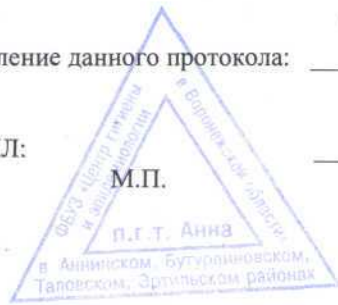 ление данного протокола:
Л:
М.П.
ФБУЗ «Центр гигиены
и эпидемиологии
в Воронежской области»
п.г.т. Анна
в Аннинском, Бутурлиновском,
Таловском, Эртильском районах